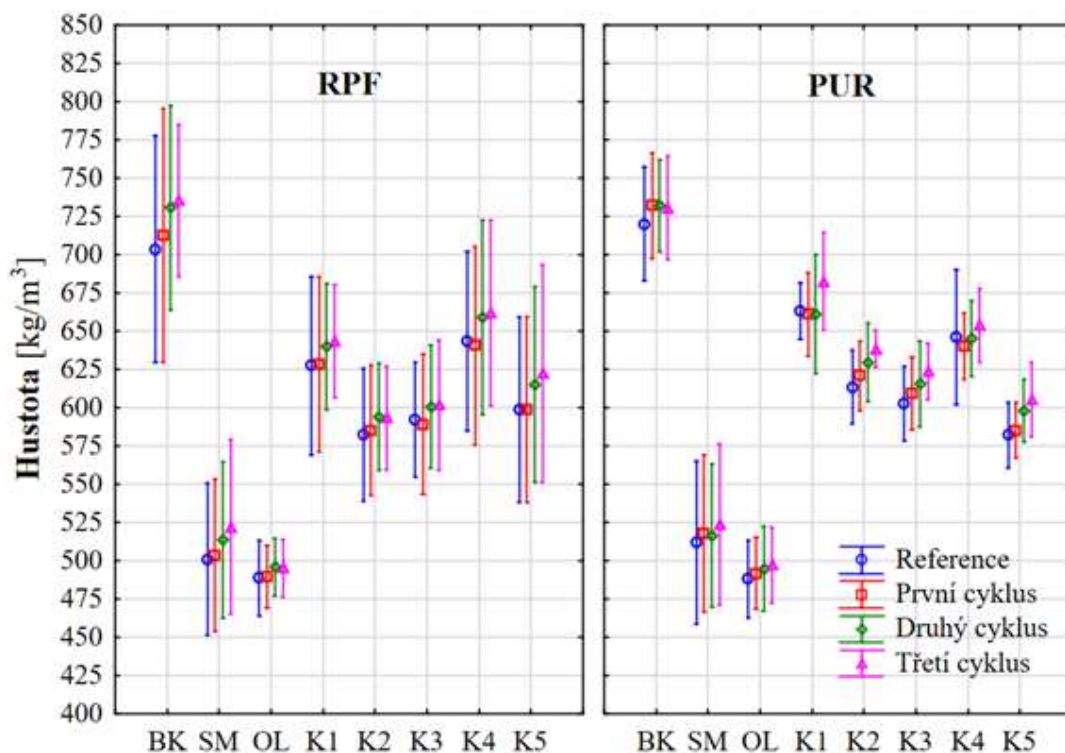 RPF
PUR
Hustota [kg/m³]
850
825
800
775
750
725
700
675
650
625
600
575
550
525
500
475
450
425
400
BK SM OL K1 K2 K3 K4 K5
BK SM OL K1 K2 K3 K4 K5
Reference
První cyklus
Druhý cyklus
Třetí cyklus